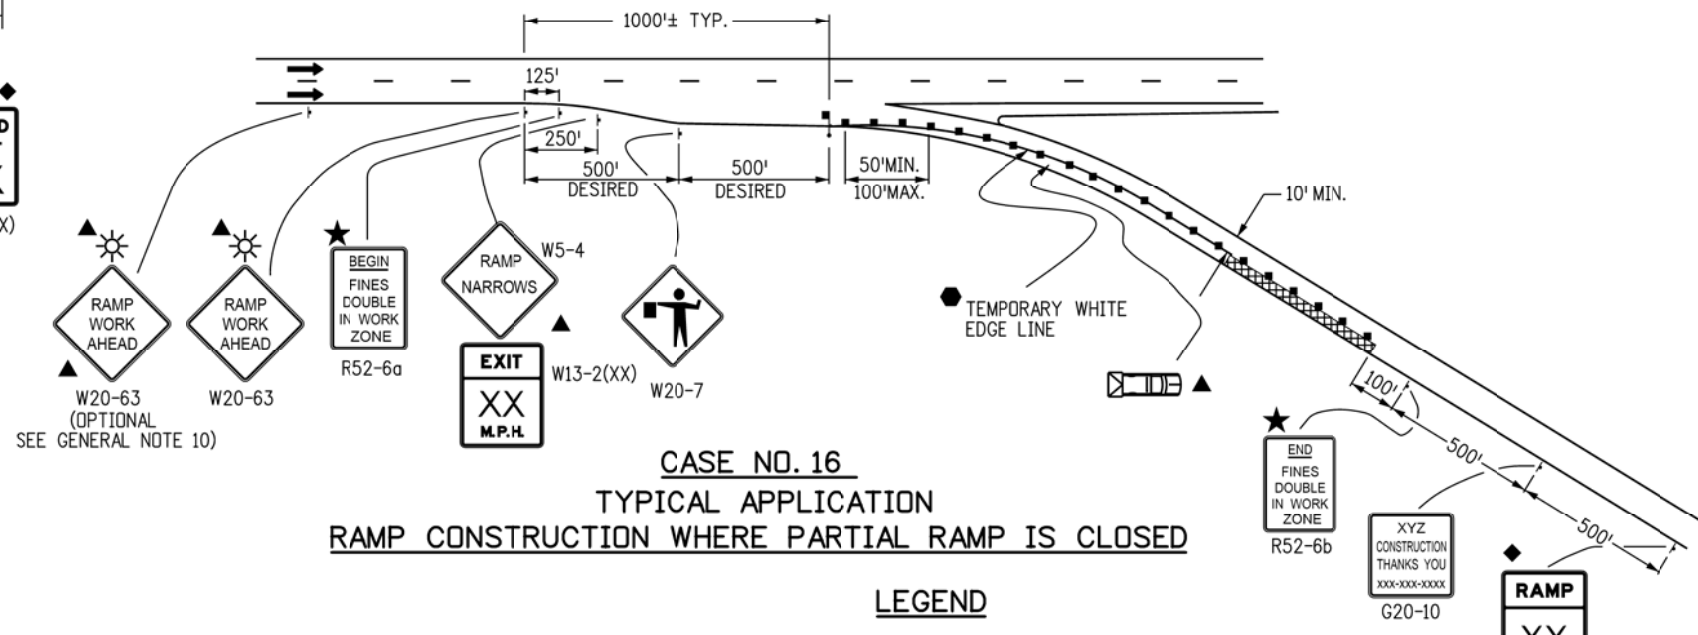 1000'± TYP.
125'
250'
500'
DESIRED
500'
DESIRED
50'MIN.
100'MAX.
10' MIN.
D
X)
RAMP
WORK
AHEAD
W20-63
(OPTIONAL
SEE GENERAL NOTE 10)
RAMP
WORK
AHEAD
W20-63
BEGIN
FINES
DOUBLE
IN WORK
ZONE
R52-6a
RAMP
NARROWS
W5-4
EXIT
XX
M.P.H.
W13-2(XX)
W20-7
TEMPORARY WHITE
EDGE LINE
100'
500'
500'
END
FINES
DOUBLE
IN WORK
ZONE
R52-6b
XYZ
CONSTRUCTION
THANKS YOU
xxx-xxx-xxxx
G20-10
RAMP
XX
CASE NO. 16
TYPICAL APPLICATION
RAMP CONSTRUCTION WHERE PARTIAL RAMP IS CLOSED
LEGEND